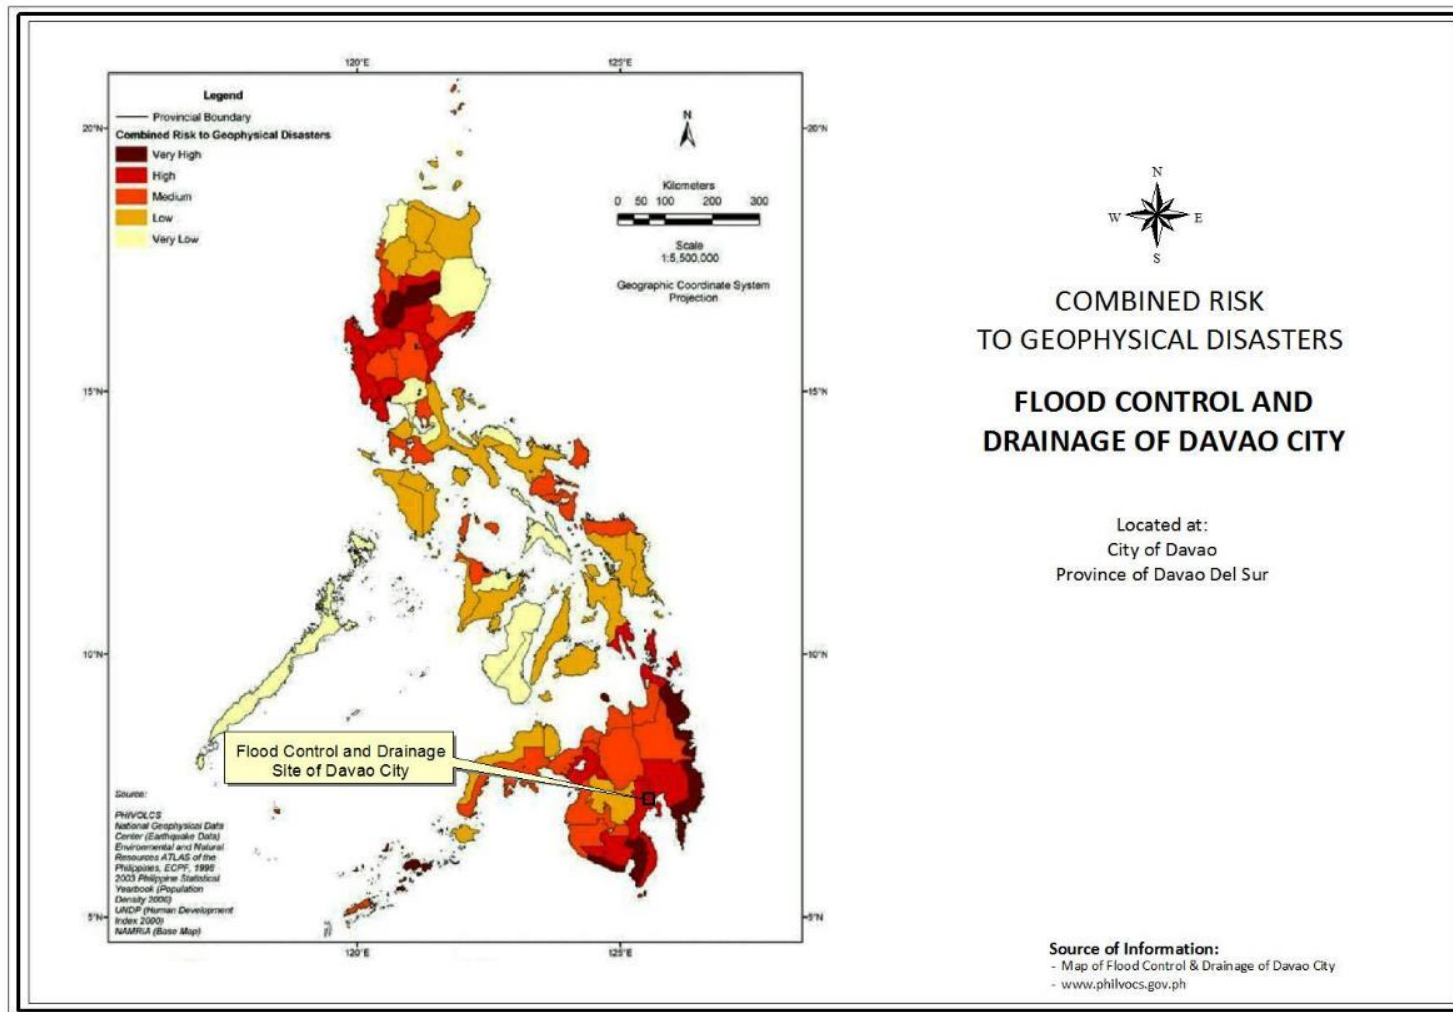 120°E
125°E
Legend
Provincial Boundary
Combined Risk to Geophysical Disasters
Very High
High
Medium
Low
Very Low
N
Kilometers
0 50 100 200 300
Scale
1:5,500,000
Geographic Coordinate System
Projection
20°N
20°N
15°N
15°N
10°N
10°N
5°N
5°N
Flood Control and Drainage
Site of Davao City
Source:
PHIVOLCS
National Geophysical Data
Center (Earthquake Data)
Environmental and Natural
Resources ATLAS of the
Philippines, ECPF, 1998
2003 Philippine Statistical
Yearbook (Population
Density 2000)
UNDP (Human Development
Index 2000)
NAMRIA (Base Map)
120°E
125°E
N
W E
S
COMBINED RISK
TO GEOPHYSICAL DISASTERS
FLOOD CONTROL AND
DRAINAGE OF DAVAO CITY
Located at:
City of Davao
Province of Davao Del Sur
Source of Information:
- Map of Flood Control & Drainage of Davao City
- www.philvocs.gov.ph